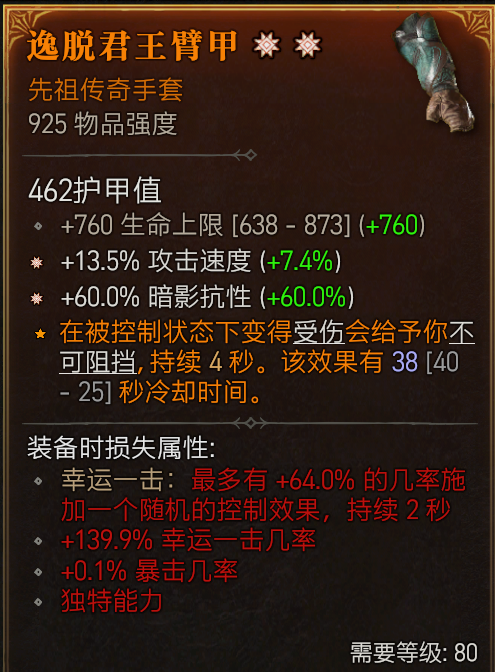 逸脱君王臂甲
先祖传奇手套
925 物品强度
462护甲值
+760 生命上限 [638 - 873] (+760)
+13.5% 攻击速度 (+7.4%)
+60.0% 暗影抗性 (+60.0%)
在被控制状态下变得受伤会给予你不
可阻挡, 持续 4 秒。该效果有 38 [40
- 25] 秒冷却时间。
装备时损失属性:
幸运一击：最多有 +64.0% 的几率施
加一个随机的控制效果，持续 2 秒
+139.9% 幸运一击几率
+0.1% 暴击几率
独特能力
需要等级: 80